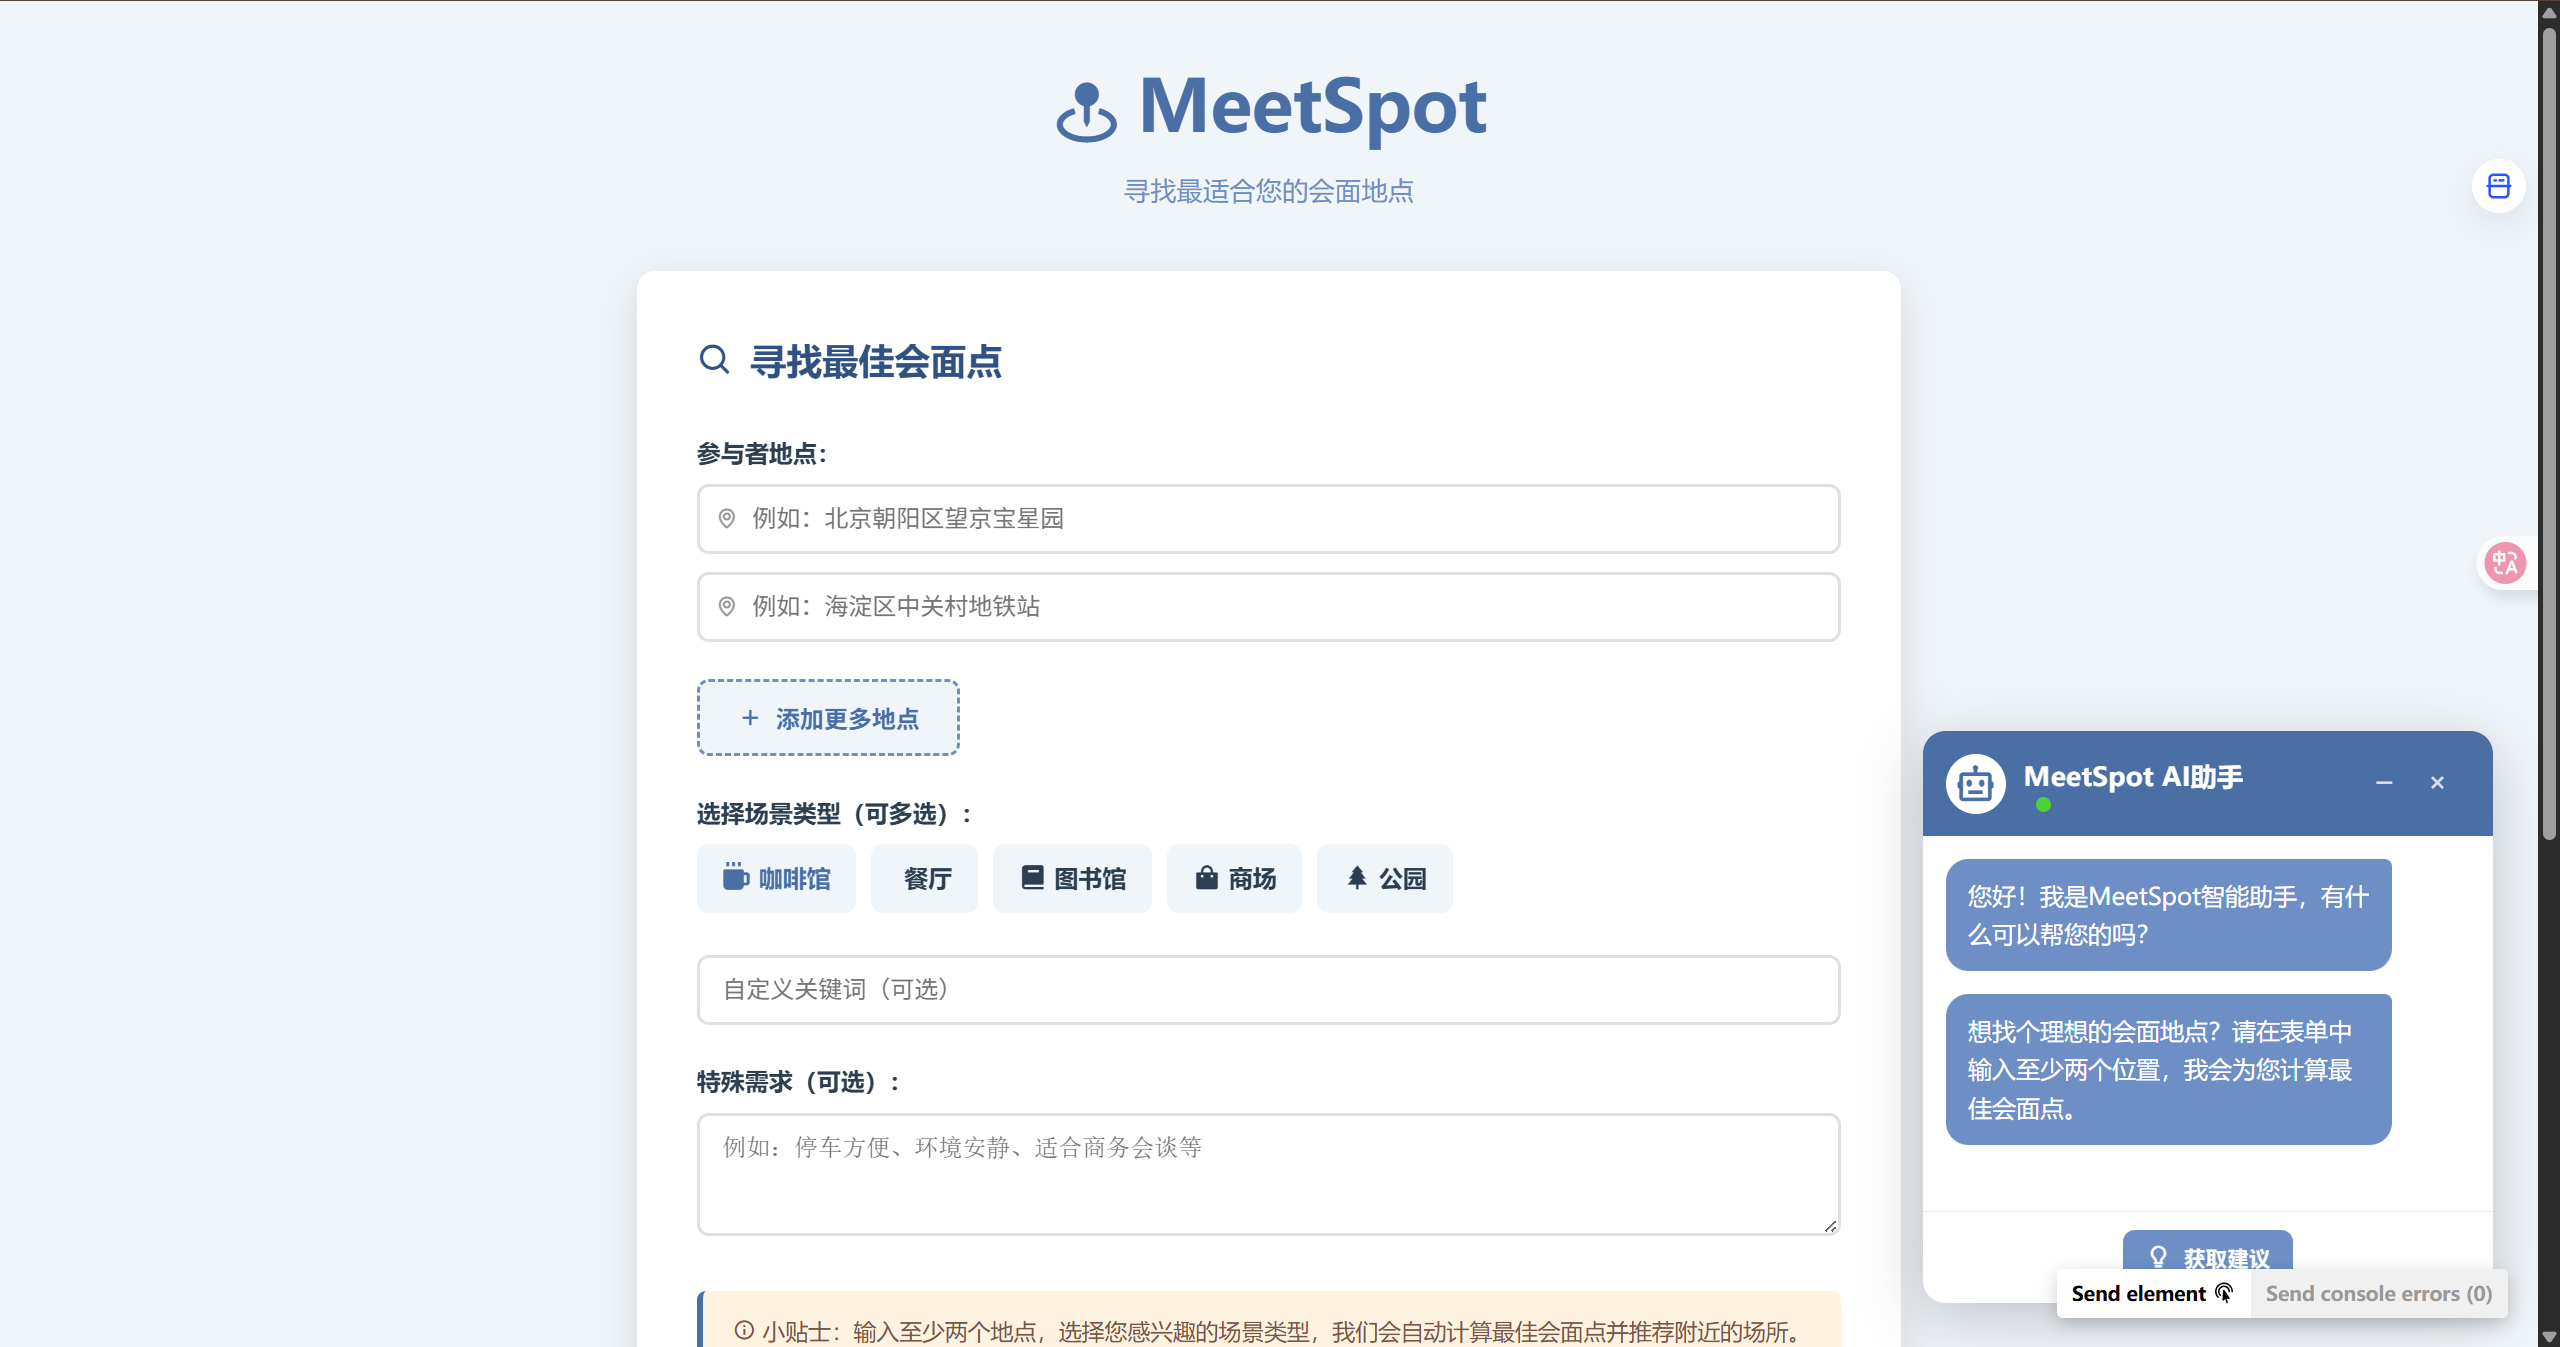 MeetSpot
寻找最适合您的会面地点
寻找最佳会面点
参与者地点：
例如：北京朝阳区望京宝星园
例如：海淀区中关村地铁站
+ 添加更多地点
选择场景类型（可多选）：
咖啡馆 餐厅 图书馆 商场 公园
自定义关键词（可选）
特殊需求（可选）：
例如：停车方便、环境安静、适合商务会谈等
小贴士：输入至少两个地点，选择您感兴趣的场景类型，我们会自动计算最佳会面点并推荐附近的场所。
中A
MeetSpot AI助手
您好！我是MeetSpot智能助手，有什
么可以帮您的吗？
想找个理想的会面地点？请在表单中
输入至少两个位置，我会为您计算最
佳会面点。
获取建议
Send element
Send console errors (0)